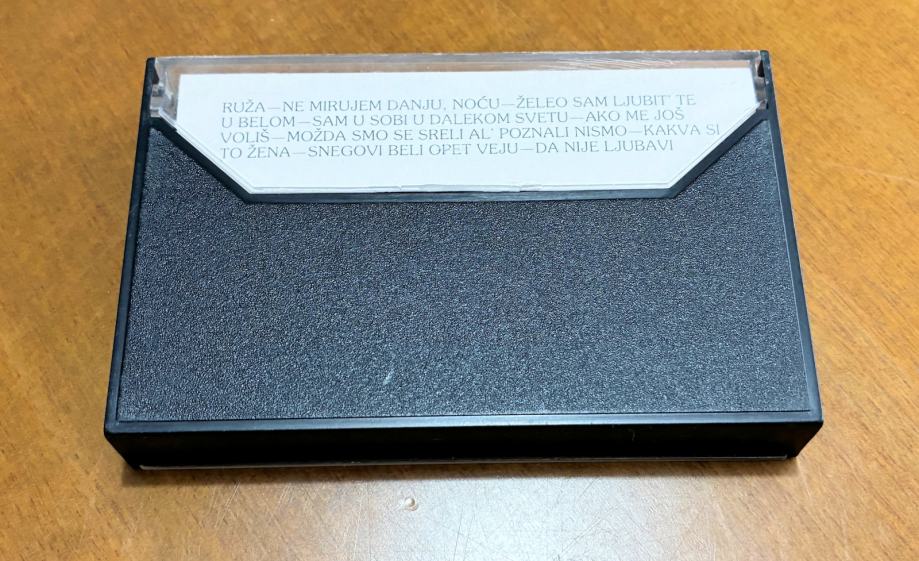 RUŽA—NE MIRUJEM DANJU, NOĆU—ŽELEO SAM LJUBIT' TE
U BELOM—SAM U SOBI U DALEKOM SVETU—AKO ME JOŠ
VOLIŠ—MOŽDA SMO SE SRELI AL' POZNALI NISMO—KAKVA SI
TO ŽENA—SNEGOVI BELI OPET VEJU—DA NIJE LJUBAVI